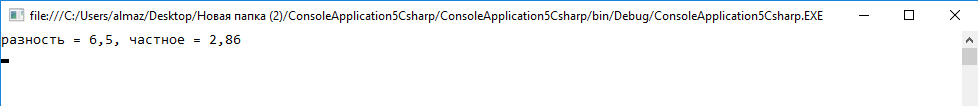 file:///C:/Users/almaz/Desktop/Новая папка (2)/ConsoleApplication5Csharp/ConsoleApplication5Csharp/bin/Debug/ConsoleApplication5Csharp.EXE
разность = 6,5, частное = 2,86